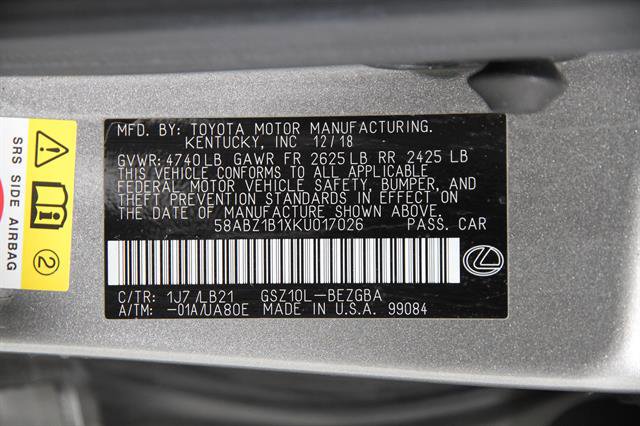 MFD. BY: TOYOTA MOTOR MANUFACTURING.
KENTUCKY, INC 12/18
GVWR: 4740 LB GAWR FR 2625 LB RR 2425 LB
THIS VEHICLE CONFORMS TO ALL APPLICABLE
FEDERAL MOTOR VEHICLE SAFETY, BUMPER, AND
THEFT PREVENTION STANDARDS IN EFFECT ON
THE DATE OF MANUFACTURE SHOWN ABOVE.
58ABZ1B1XKU017026 PASS. CAR
C/TR: 1J7 /LB21 GSZ10L-BEZGBA
A/TM: -01A/UA80E MADE IN U.S.A. 99084
SRS SIDE AIRBAG
2